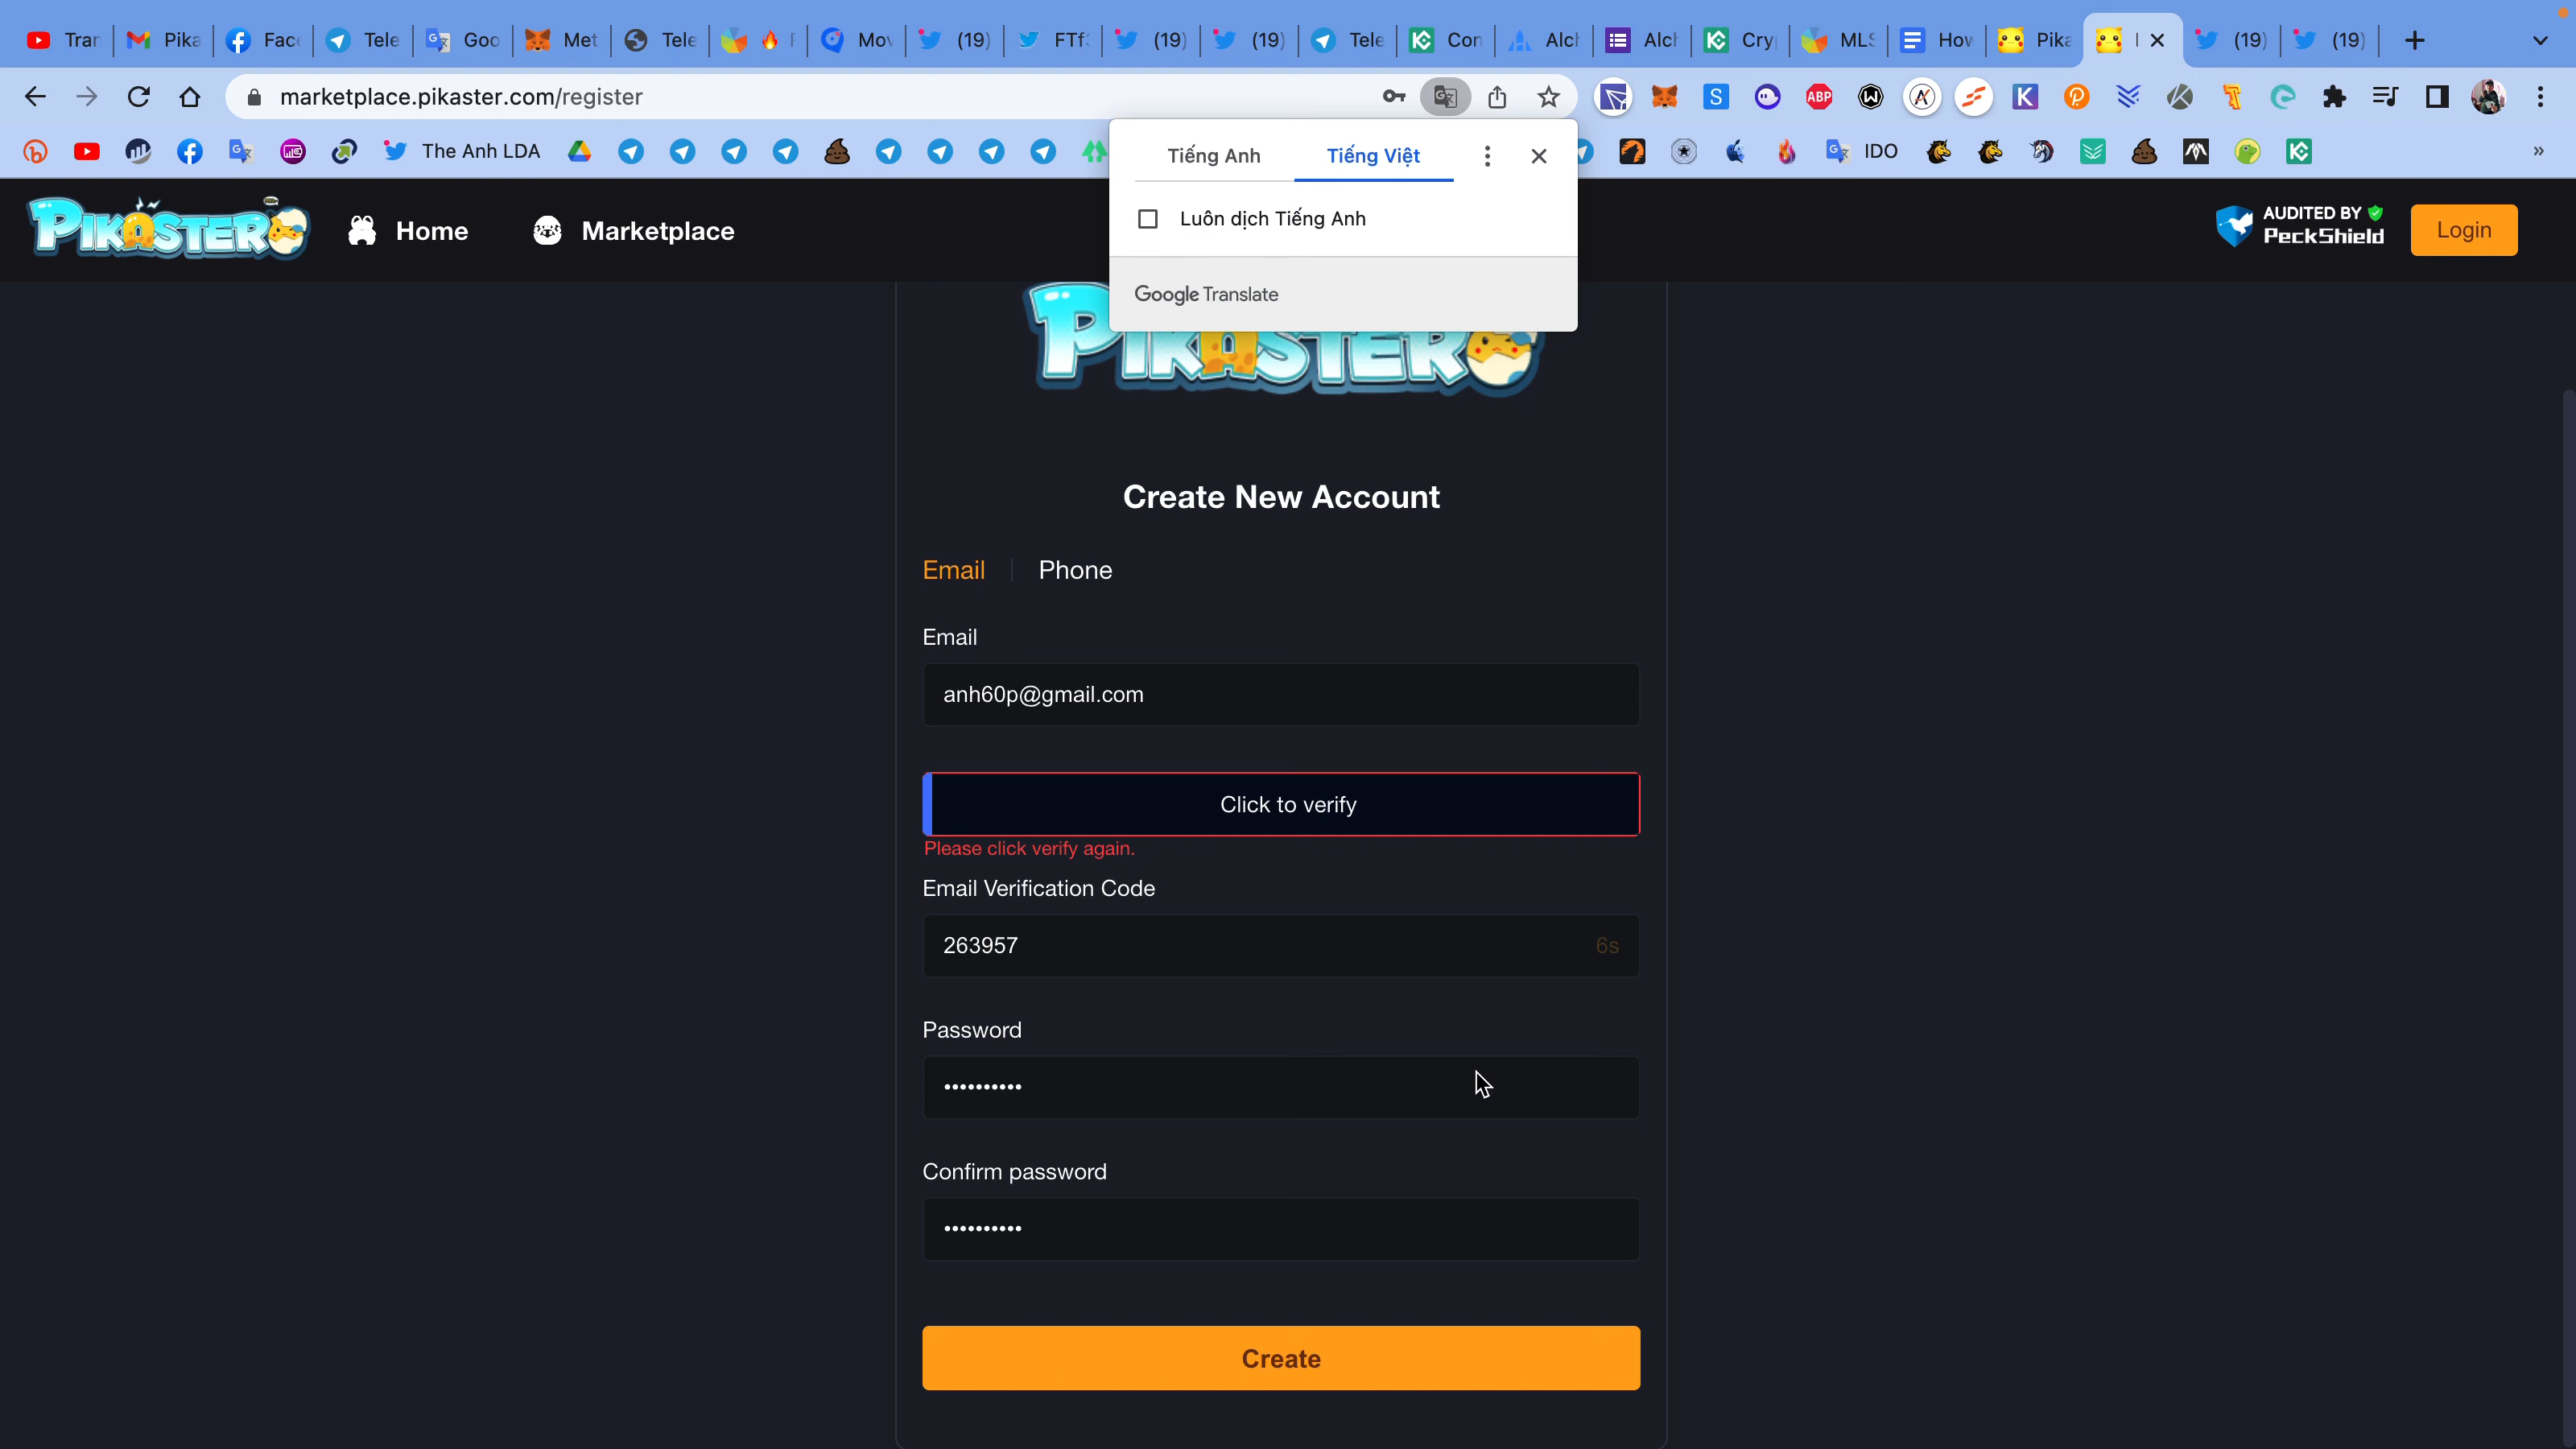 Tran
Pika
Fac
Tele
Goo
Met
Tele
Mov
(19)
FTf
(19)
(19)
Tele
Con
Alch
Alch
Cry
MLS
How
Pika
(19)
(19)
marketplace.pikaster.com/register
The Anh LDA
IDO
Tiếng Anh
Tiếng Việt
Luôn dịch Tiếng Anh
Google Translate
PIKASTER
Home
Marketplace
AUDITED BY
PeckShield
Login
PIKASTER
Create New Account
Email
Phone
Email
anh60p@gmail.com
Click to verify
Please click verify again.
Email Verification Code
263957
6s
Password
••••••••••
Confirm password
••••••••••
Create